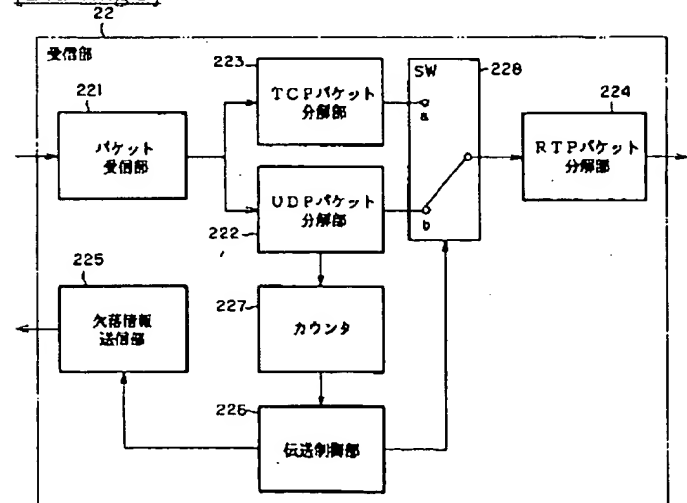 22
受信部
221
パケット
受信部
223
TCPパケット
分解部
SW
228
a
b
224
RTPパケット
分解部
UDPパケット
分解部
222
225
欠落情報
送信部
227
カウンタ
226
伝送制御部